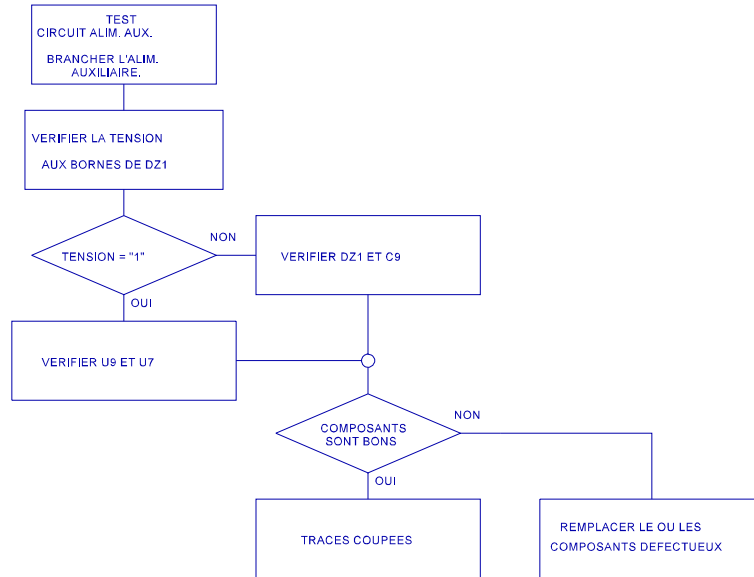 TEST
CIRCUIT ALIM. AUX.
BRANCHER L'ALIM.
AUXILIAIRE.
VERIFIER LA TENSION
AUX BORNES DE DZ1
TENSION = "1"
NON
VERIFIER DZ1 ET C9
OUI
VERIFIER U9 ET U7
COMPOSANTS
SONT BONS
NON
OUI
TRACES COUPEES
REMPLACER LE OU LES
COMPOSANTS DEFECTUEUX